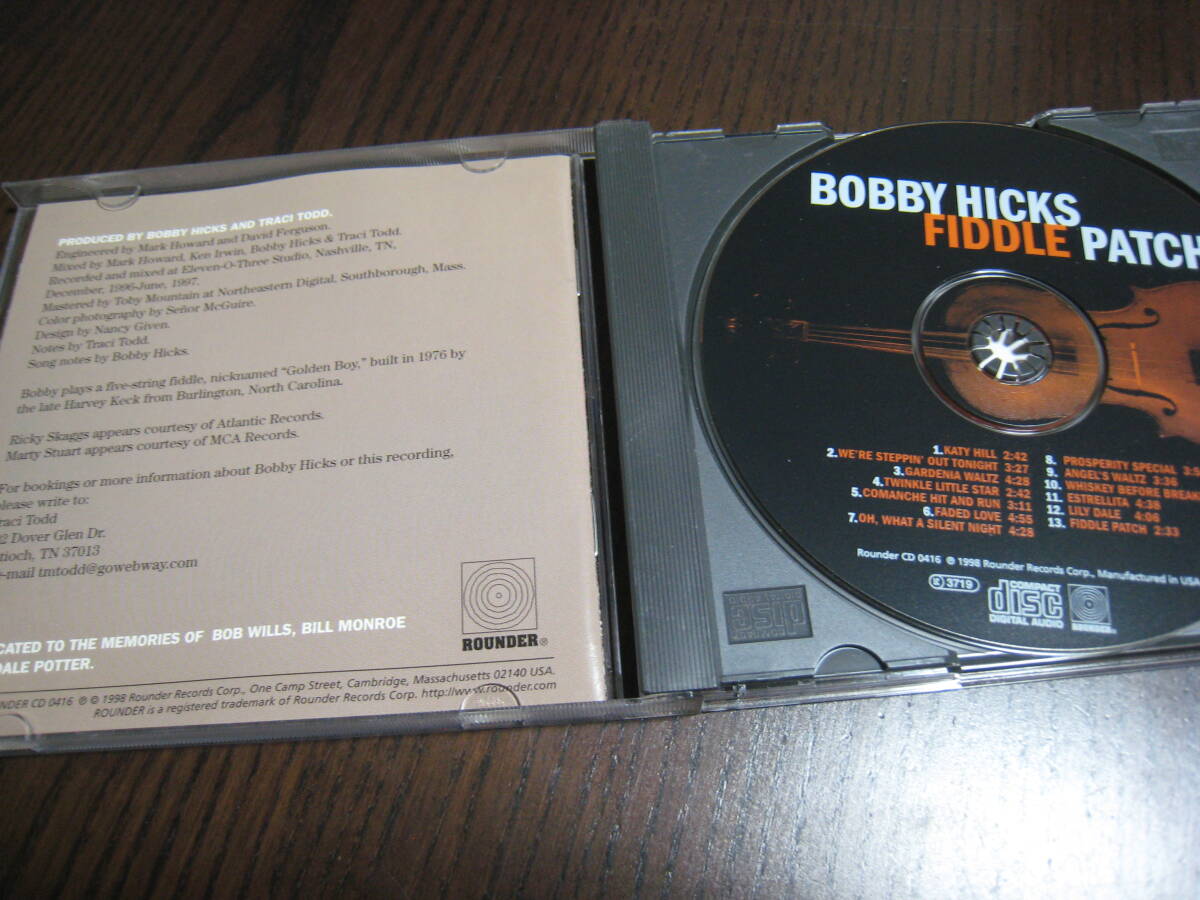 PRODUCED BY BOBBY HICKS AND TRACI TODD.
Engineered by Mark Howard and David Ferguson.
Mixed by Mark Howard, Ken Irwin, Bobby Hicks & Traci Todd.
Recorded and mixed at Eleven-O-Three Studio, Nashville, TN,
December, 1996-June, 1997.
Mastered by Toby Mountain at Northeastern Digital, Southborough, Mass.
Color photography by Señor McGuire.
Design by Nancy Given.
Notes by Traci Todd.
Song notes by Bobby Hicks.
Bobby plays a five-string fiddle, nicknamed "Golden Boy," built in 1976 by
the late Harvey Keck from Burlington, North Carolina.
Ricky Skaggs appears courtesy of Atlantic Records.
Marty Stuart appears courtesy of MCA Records.
For bookings or more information about Bobby Hicks or this recording,
please write to:
Traci Todd
2 Dover Glen Dr.
tioch, TN 37013
e-mail tmtodd@gowebway.com
ROUNDER®
CATED TO THE MEMORIES OF BOB WILLS, BILL MONROE
DALE POTTER.
UNDER CD 0416 ℗ © 1998 Rounder Records Corp., One Camp Street, Cambridge, Massachusetts 02140 USA.
ROUNDER is a registered trademark of Rounder Records Corp. http://www.rounder.com
BOBBY HICKS
FIDDLE PATCH
1. KATY HILL 2:42
2. WE'RE STEPPIN' OUT TONIGHT 3:27
3. GARDENIA WALTZ 4:28
4. TWINKLE LITTLE STAR 2:42
5. COMANCHE HIT AND RUN 3:11
6. FADED LOVE 4:55
7. OH, WHAT A SILENT NIGHT 4:28
8. PROSPERITY SPECIAL
9. ANGEL'S WALTZ 3:36
10. WHISKEY BEFORE BREAK
11. ESTRELLITA 4:38
12. LILY DALE 4:06
13. FIDDLE PATCH 2:33
Rounder CD 0416 ℗ © 1998 Rounder Records Corp., Manufactured in USA
3719
COMPACT
disc
DIGITAL AUDIO
ROUNDER